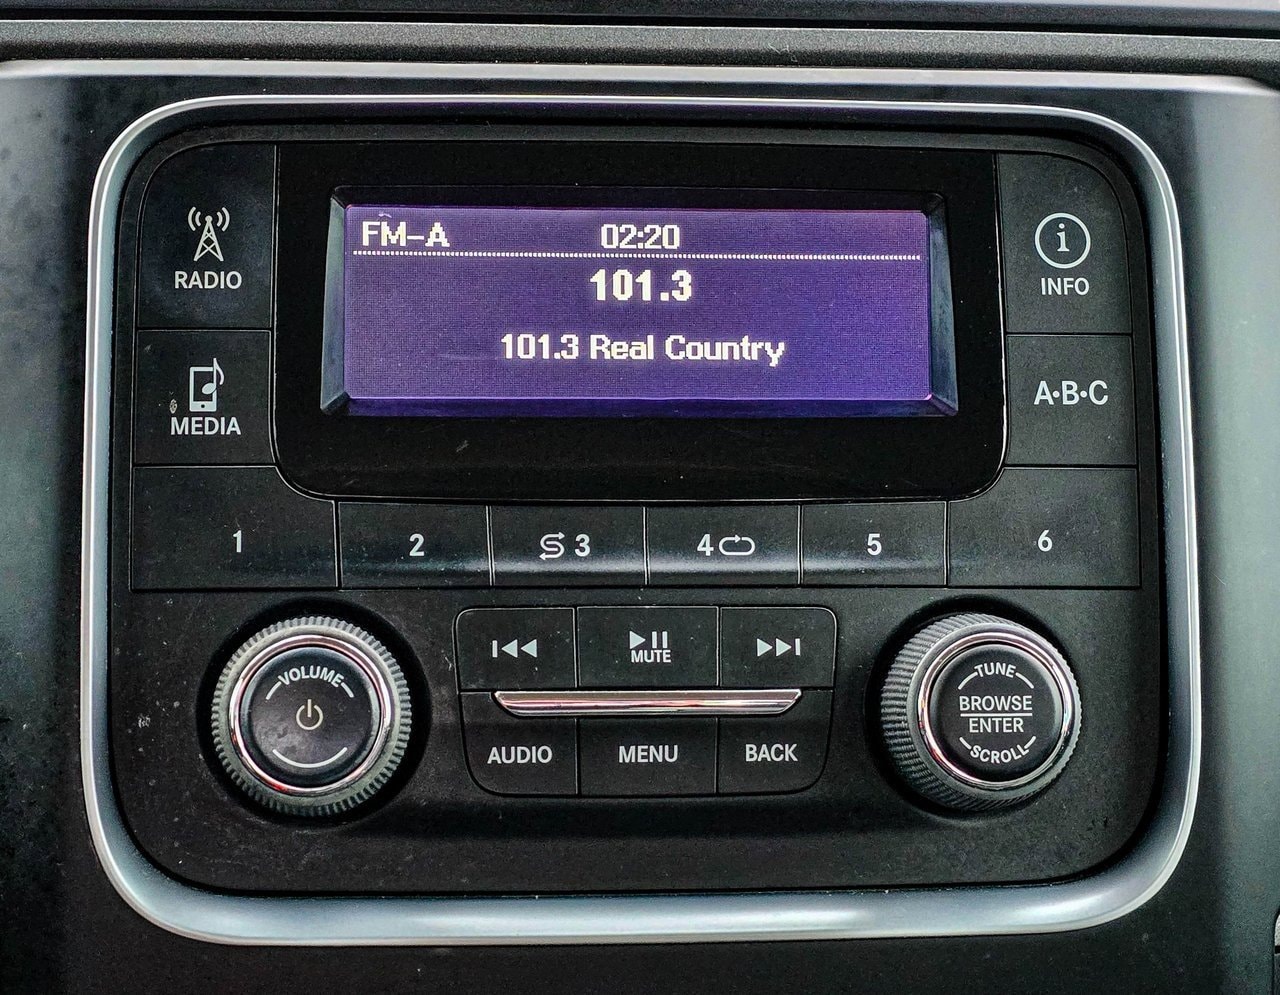 FM-A 02:20
101.3
101.3 Real Country
RADIO
MEDIA
i
INFO
A•B•C
1
2
3
4
5
6
VOLUME
MUTE
AUDIO
MENU
BACK
TUNE
BROWSE
ENTER
SCROLL